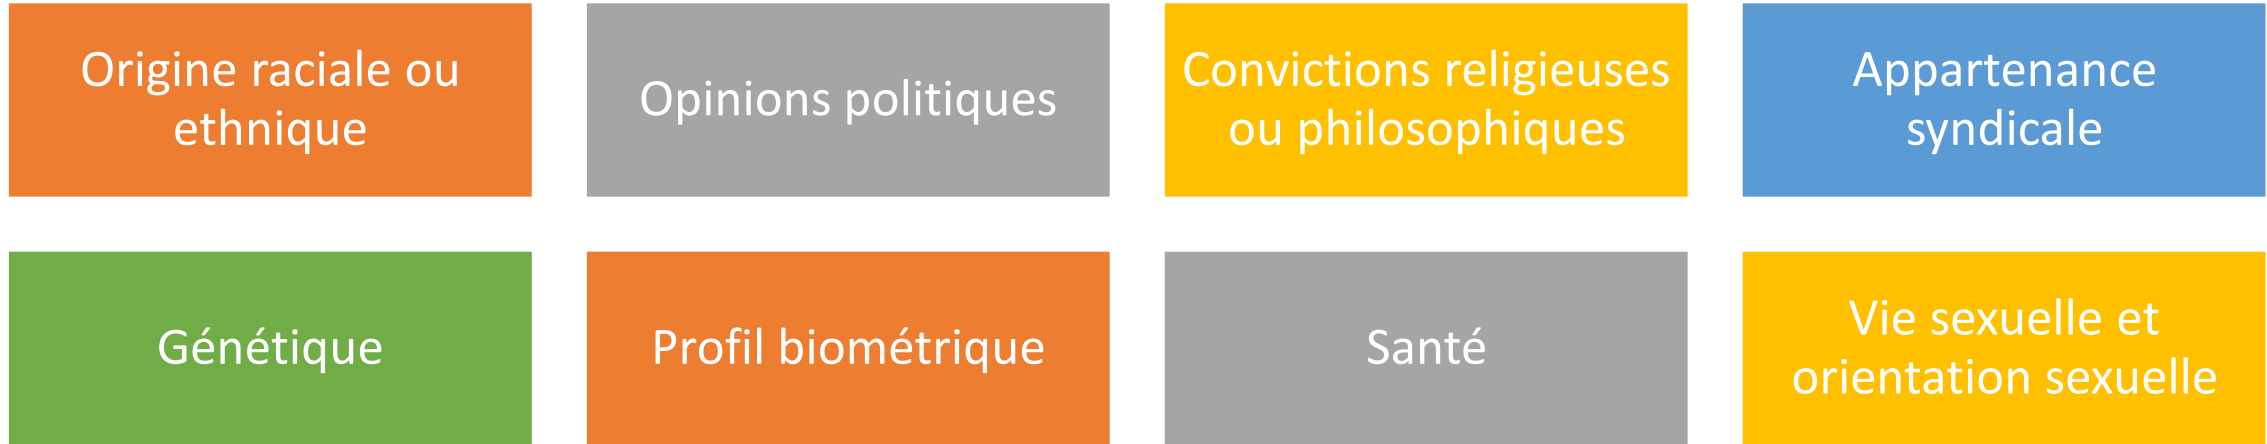 Origine raciale ou
ethnique
Opinions politiques
Convictions religieuses
ou philosophiques
Appartenance
syndicale
Génétique
Profil biométrique
Santé
Vie sexuelle et
orientation sexuelle